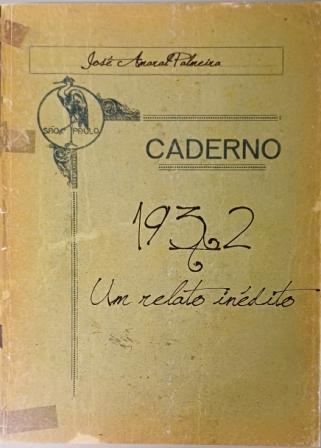 José Amaral Palmeira
SÃO PAULO
CADERNO
1932
Um relato inédito